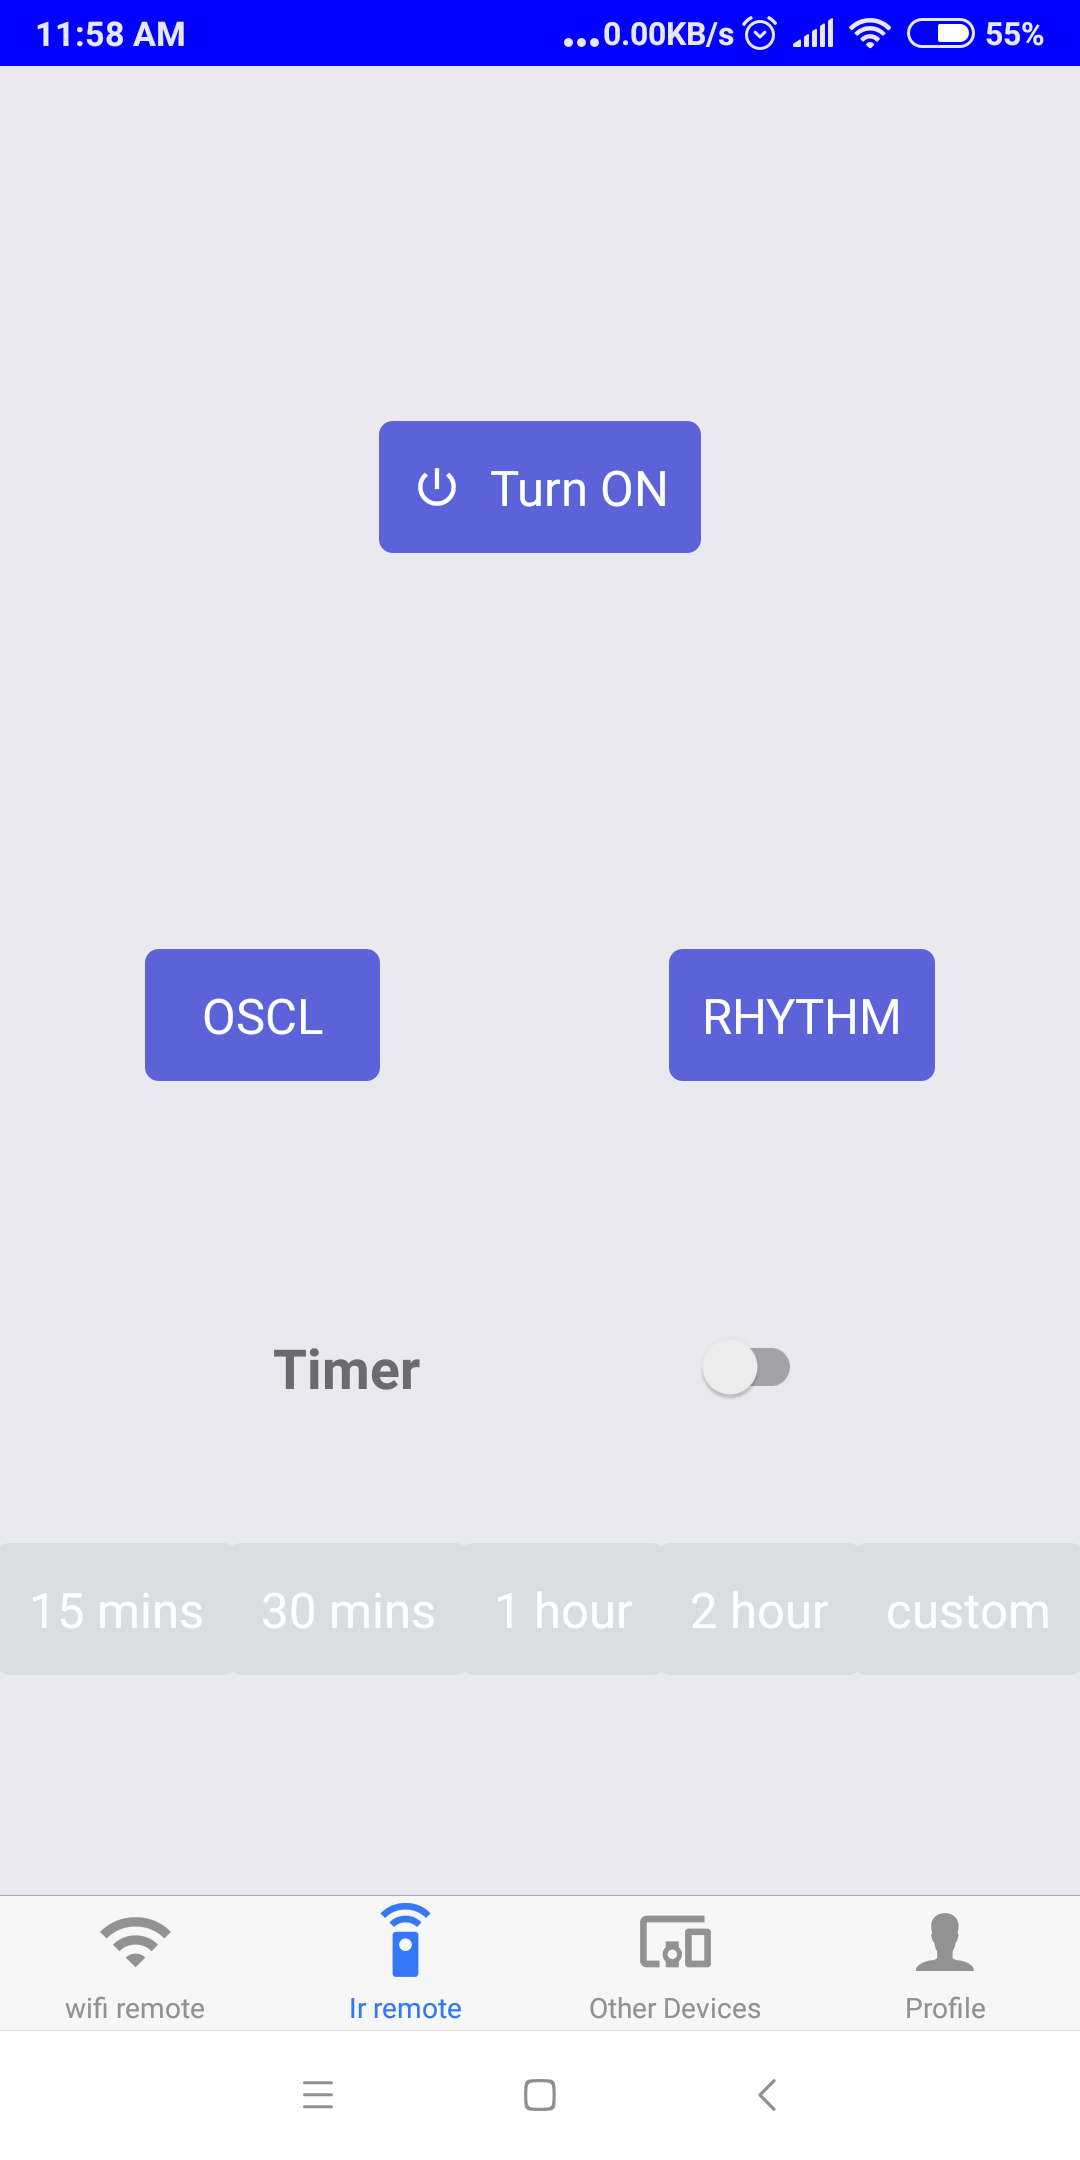 11:58 AM ...0.00KB/s 55%
Turn ON
OSCL RHYTHM
Timer
15 mins 30 mins 1 hour 2 hour custom
wifi remote Ir remote Other Devices Profile